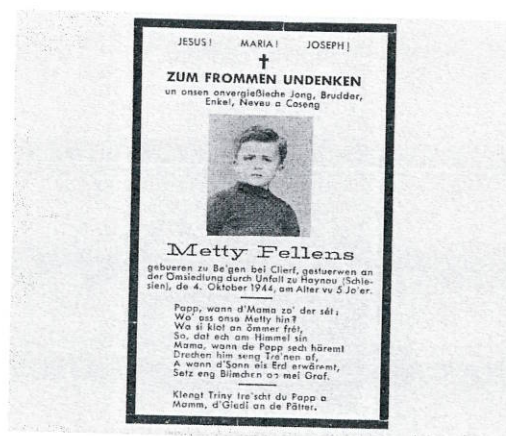 JESUS! MARIA! JOSEPH!
ZUM FROMMEN UNDENKEN
un onsen onvergießleche Jong, Brudder,
Enkel, Neveu a Coseng
Metty Fellens
gebueren zu Be'gen bei Clierf, gestuerwen an
der Omsiedlung durch Unfall zu Haynau (Schle-
sien), de 4. Oktober 1944, am Alter vu 5 Jo'er.
Papp, wann d'Mama zo' der sét:
Wo' ass onse Metty hin?
Wa si klot an ömmer frét,
So, dat ech am Himmel sin
Mama, wann de Papp sech häremt
Drechen him seng Tre'nen of,
A wann d'Sonn eis Erd erwäremt,
Setz eng Blimchen op mei Graf.
Klengt Triny tre'scht du Papp a
Mamm, d'Giedi an de Pätter.